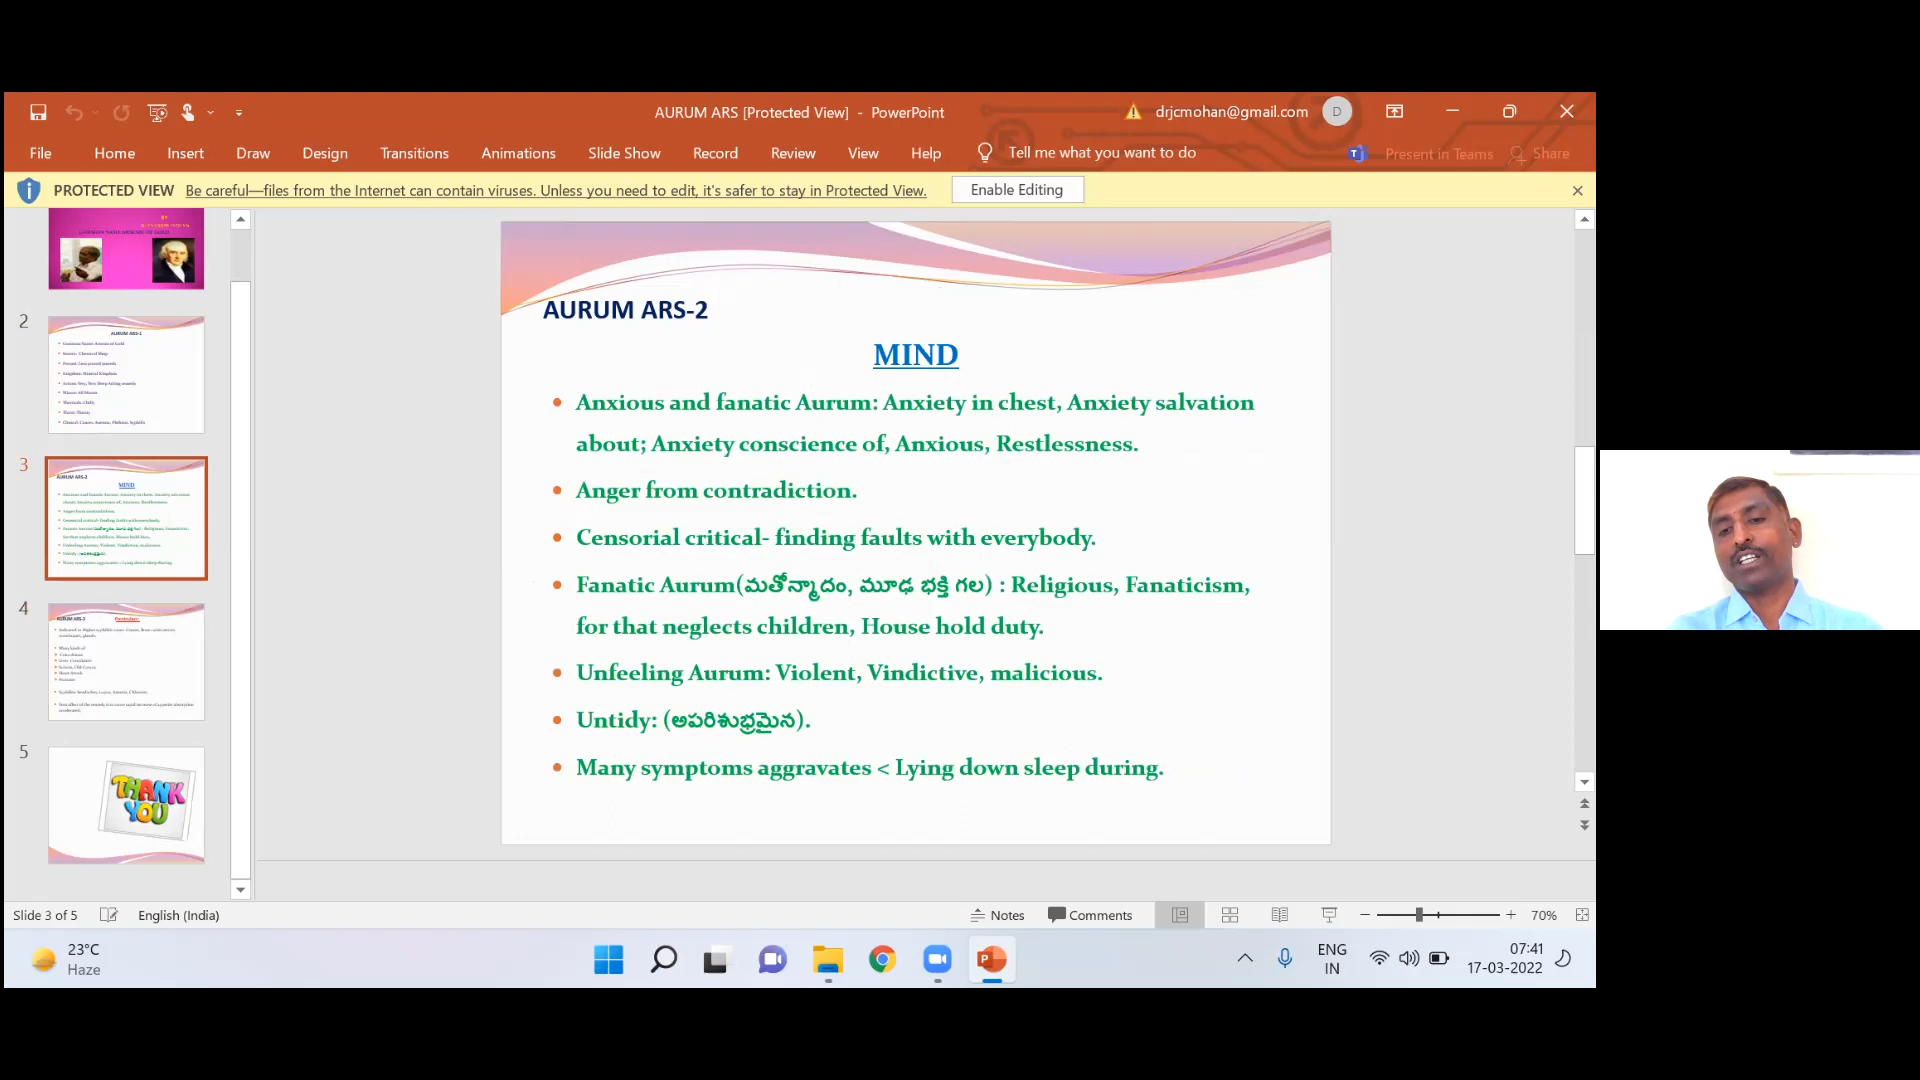 AURUM ARS [Protected View] - PowerPoint
drjcmohan@gmail.com
D
File Home Insert Draw Design Transitions Animations Slide Show Record Review View Help Tell me what you want to do
Present in Teams Share
PROTECTED VIEW Be careful—files from the Internet can contain viruses. Unless you need to edit, it's safer to stay in Protected View. Enable Editing
2
3
4
5
THANK
YOU
AURUM ARS-2
MIND
• Anxious and fanatic Aurum: Anxiety in chest, Anxiety salvation
about; Anxiety conscience of, Anxious, Restlessness.
• Anger from contradiction.
• Censorial critical- finding faults with everybody.
• Fanatic Aurum(మతోన్మాదం, మూఢ భక్తి గల) : Religious, Fanaticism,
for that neglects children, House hold duty.
• Unfeeling Aurum: Violent, Vindictive, malicious.
• Untidy: (అపరిశుభ్రమైన).
• Many symptoms aggravates < Lying down sleep during.
Slide 3 of 5 English (India) Notes Comments 70%
23°C
Haze
ENG
IN
07:41
17-03-2022